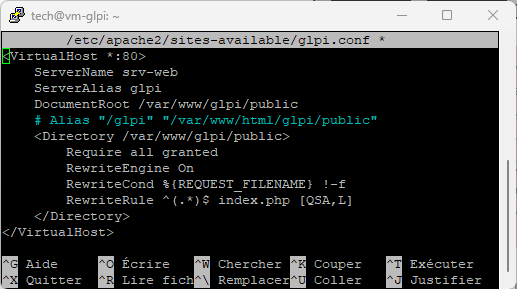 tech@vm-glpi: ~
/etc/apache2/sites-available/glpi.conf *
<VirtualHost *:80>
    ServerName srv-web
    ServerAlias glpi
    DocumentRoot /var/www/glpi/public
    # Alias "/glpi" "/var/www/html/glpi/public"
    <Directory /var/www/glpi/public>
        Require all granted
        RewriteEngine On
        RewriteCond %{REQUEST_FILENAME} !-f
        RewriteRule ^(.*)$ index.php [QSA,L]
    </Directory>
</VirtualHost>
^G Aide ^O Écrire ^W Chercher ^K Couper ^T Exécuter
^X Quitter ^R Lire fich ^\ Remplacer ^U Coller ^J Justifier